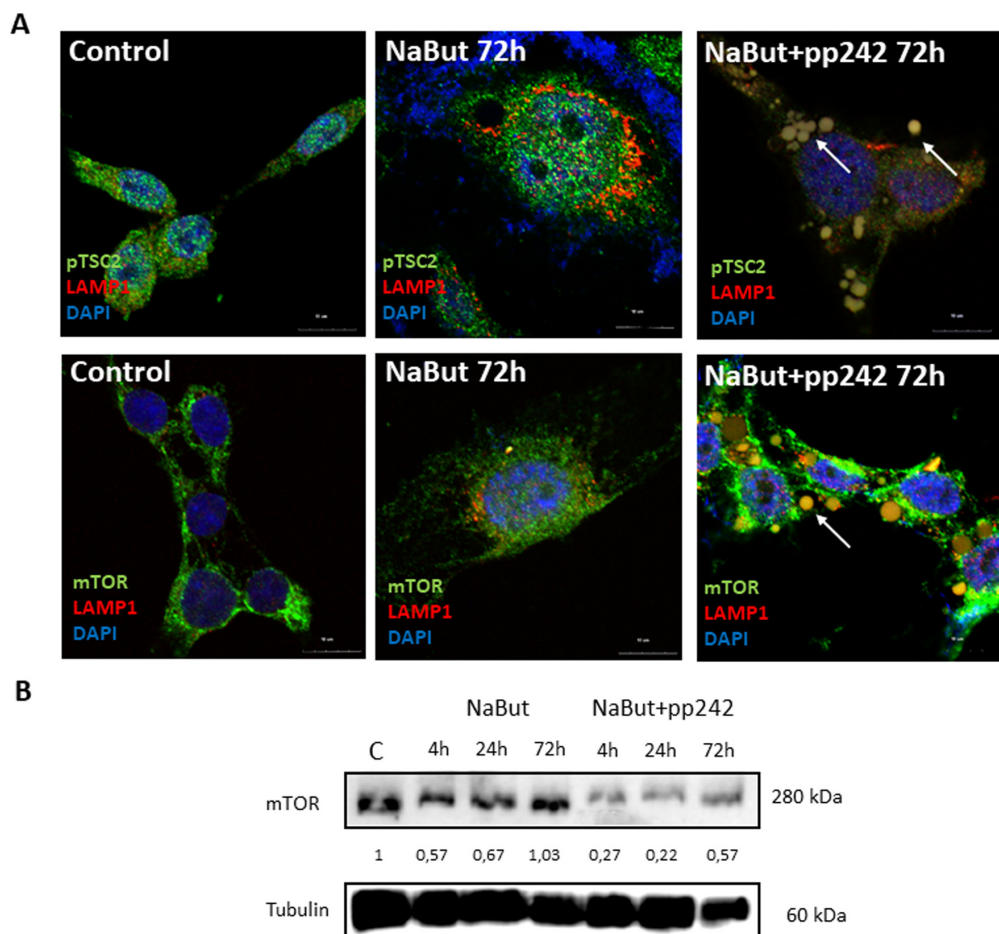 A
Control
NaBut 72h
NaBut+pp242 72h
pTSC2
LAMP1
DAPI
pTSC2
LAMP1
DAPI
pTSC2
LAMP1
DAPI
Control
NaBut 72h
NaBut+pp242 72h
mTOR
LAMP1
DAPI
mTOR
LAMP1
DAPI
mTOR
LAMP1
DAPI
B
NaBut NaBut+pp242
C 4h 24h 72h 4h 24h 72h
mTOR 280 kDa
1 0,57 0,67 1,03 0,27 0,22 0,57
Tubulin 60 kDa